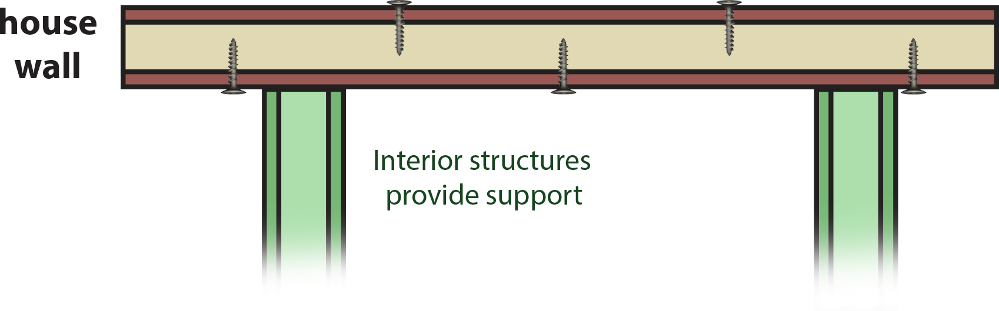 house
wall
Interior structures
provide support